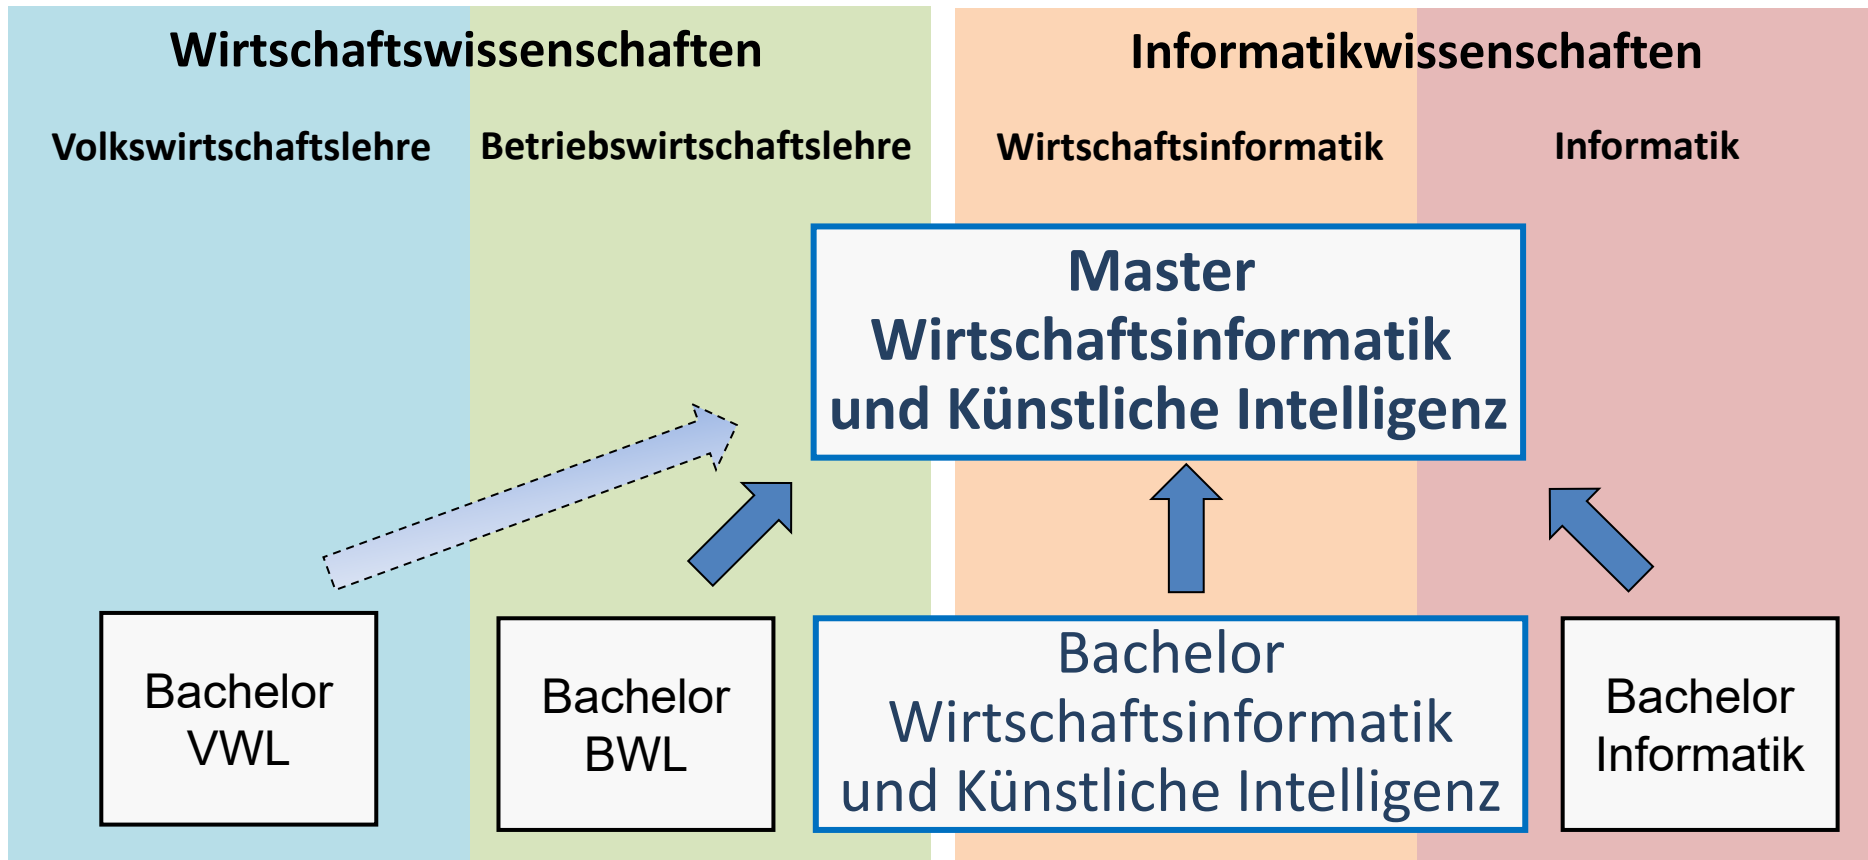 Wirtschaftswissenschaften
Informatikwissenschaften
Volkswirtschaftslehre
Betriebswirtschaftslehre
Wirtschaftsinformatik
Informatik
Master
Wirtschaftsinformatik
und Künstliche Intelligenz
Bachelor
VWL
Bachelor
BWL
Bachelor
Wirtschaftsinformatik
und Künstliche Intelligenz
Bachelor
Informatik